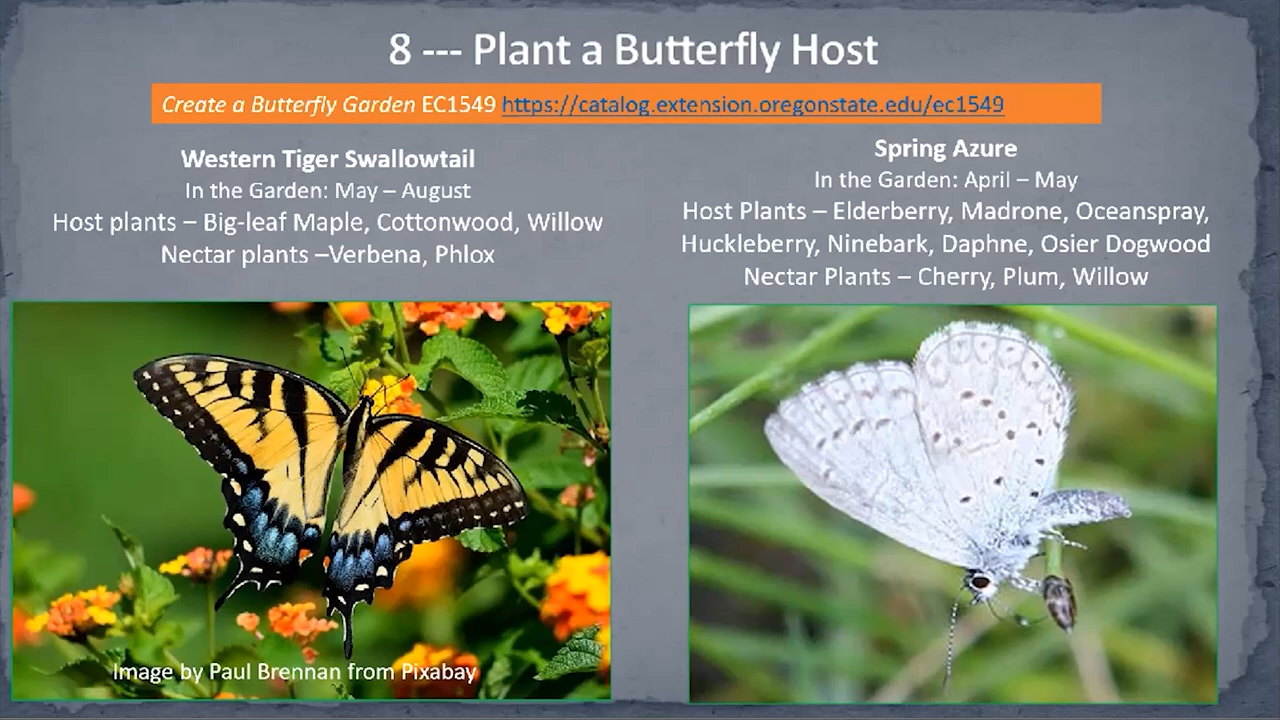 8 --- Plant a Butterfly Host
Create a Butterfly Garden EC1549 https://catalog.extension.oregonstate.edu/ec1549
Western Tiger Swallowtail
In the Garden: May – August
Host plants – Big-leaf Maple, Cottonwood, Willow
Nectar plants –Verbena, Phlox
Spring Azure
In the Garden: April – May
Host Plants – Elderberry, Madrone, Oceanspray,
Huckleberry, Ninebark, Daphne, Osier Dogwood
Nectar Plants – Cherry, Plum, Willow
Image by Paul Brennan from Pixabay